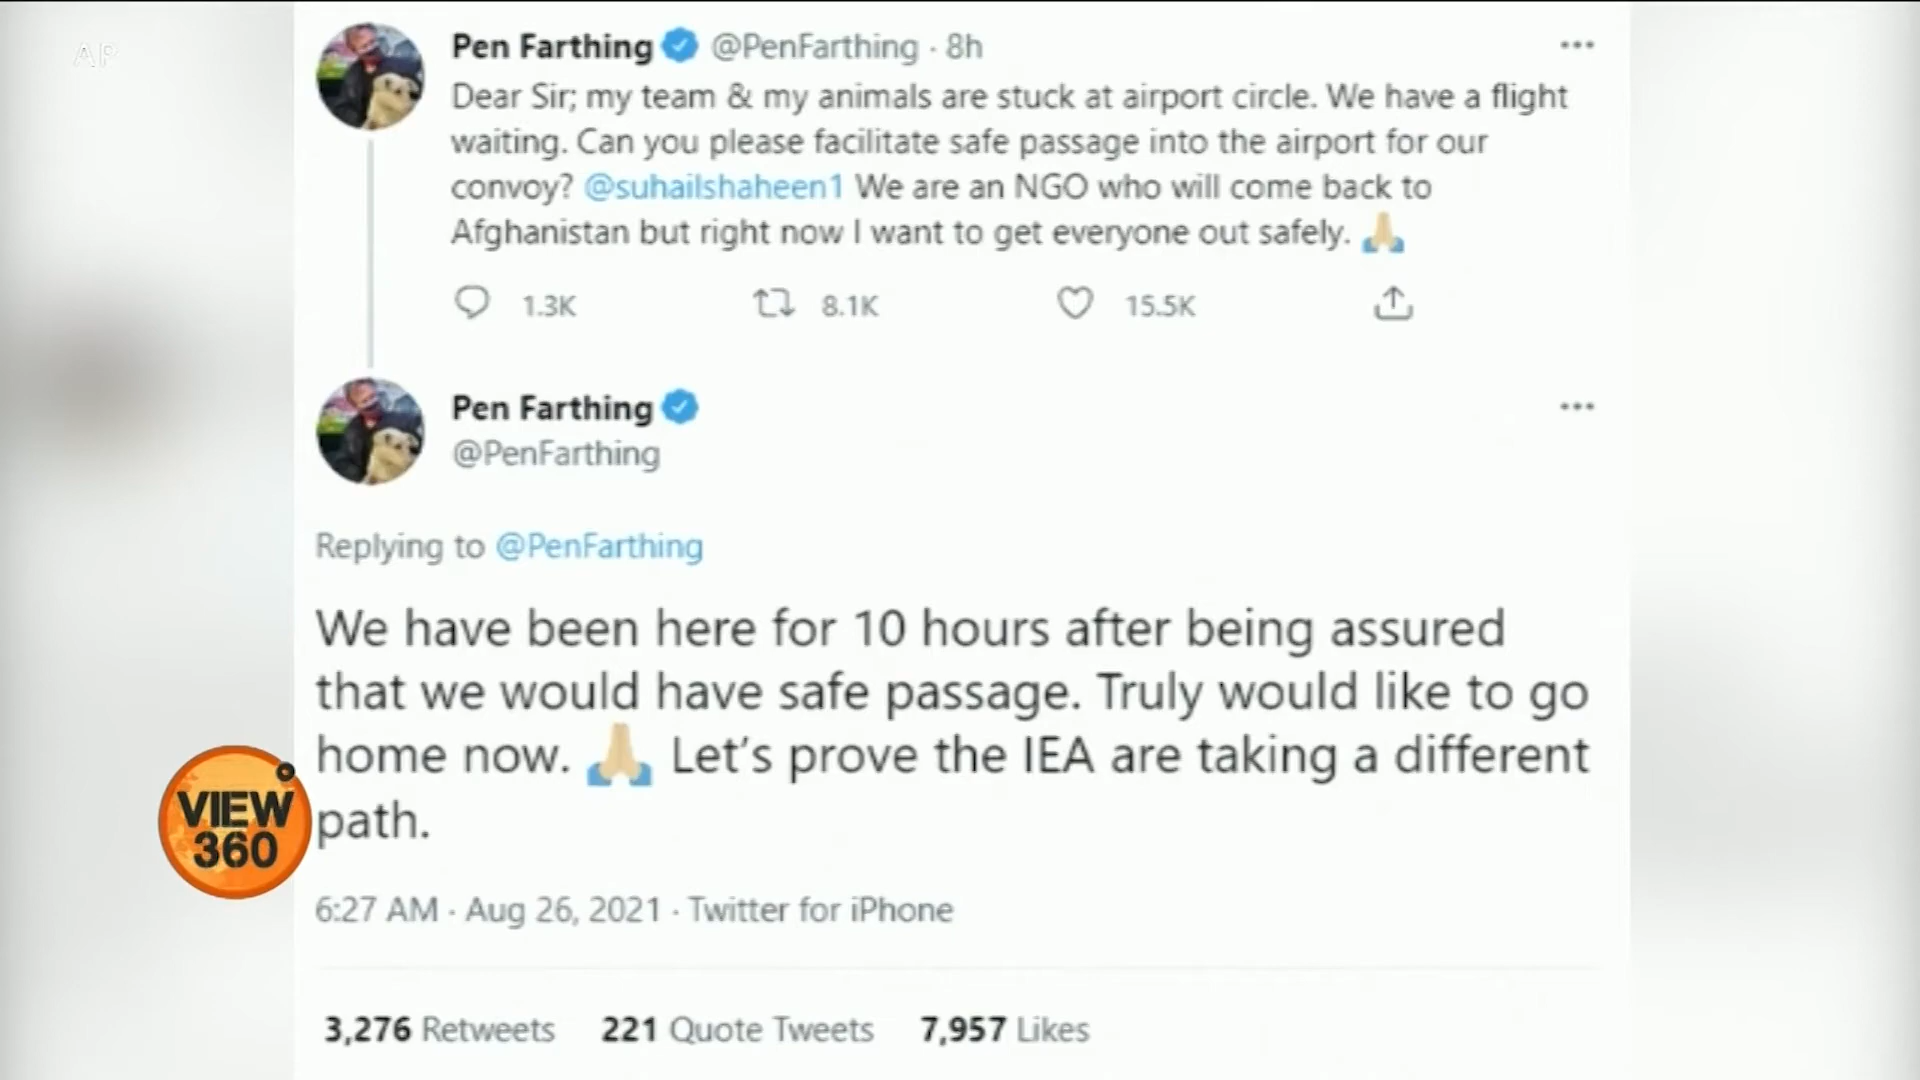 AP
Pen Farthing @PenFarthing · 8h
Dear Sir; my team & my animals are stuck at airport circle. We have a flight
waiting. Can you please facilitate safe passage into the airport for our
convoy? @suhailshaheen1 We are an NGO who will come back to
Afghanistan but right now I want to get everyone out safely. 🙏🏼
1.3K 8.1K 15.5K
Pen Farthing
@PenFarthing
Replying to @PenFarthing
We have been here for 10 hours after being assured
that we would have safe passage. Truly would like to go
home now. 🙏🏼 Let's prove the IEA are taking a different
path.
VIEW
360
6:27 AM · Aug 26, 2021 · Twitter for iPhone
3,276 Retweets 221 Quote Tweets 7,957 Likes